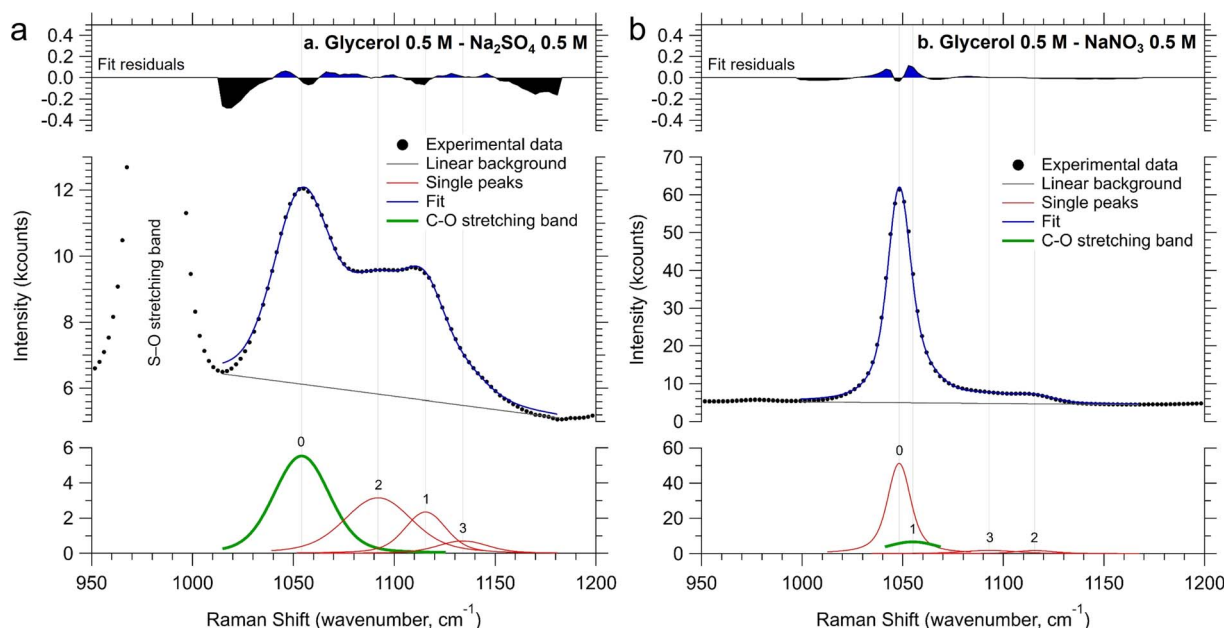 a
a. Glycerol 0.5 M - Na₂SO₄ 0.5 M
Fit residuals
0.4
0.2
0.0
-0.2
-0.4
Experimental data
Linear background
Single peaks
Fit
C-O stretching band
S–O stretching band
Intensity (kcounts)
12
10
8
6
0
2
1
3
6
4
2
0
950
1000
1050
1100
1150
1200
Raman Shift (wavenumber, cm⁻¹)
b
b. Glycerol 0.5 M - NaNO₃ 0.5 M
Fit residuals
0.4
0.2
0.0
-0.2
-0.4
Experimental data
Linear background
Single peaks
Fit
C-O stretching band
Intensity (kcounts)
70
60
50
40
30
20
10
0
0
1
3
2
60
40
20
0
950
1000
1050
1100
1150
1200
Raman Shift (wavenumber, cm⁻¹)